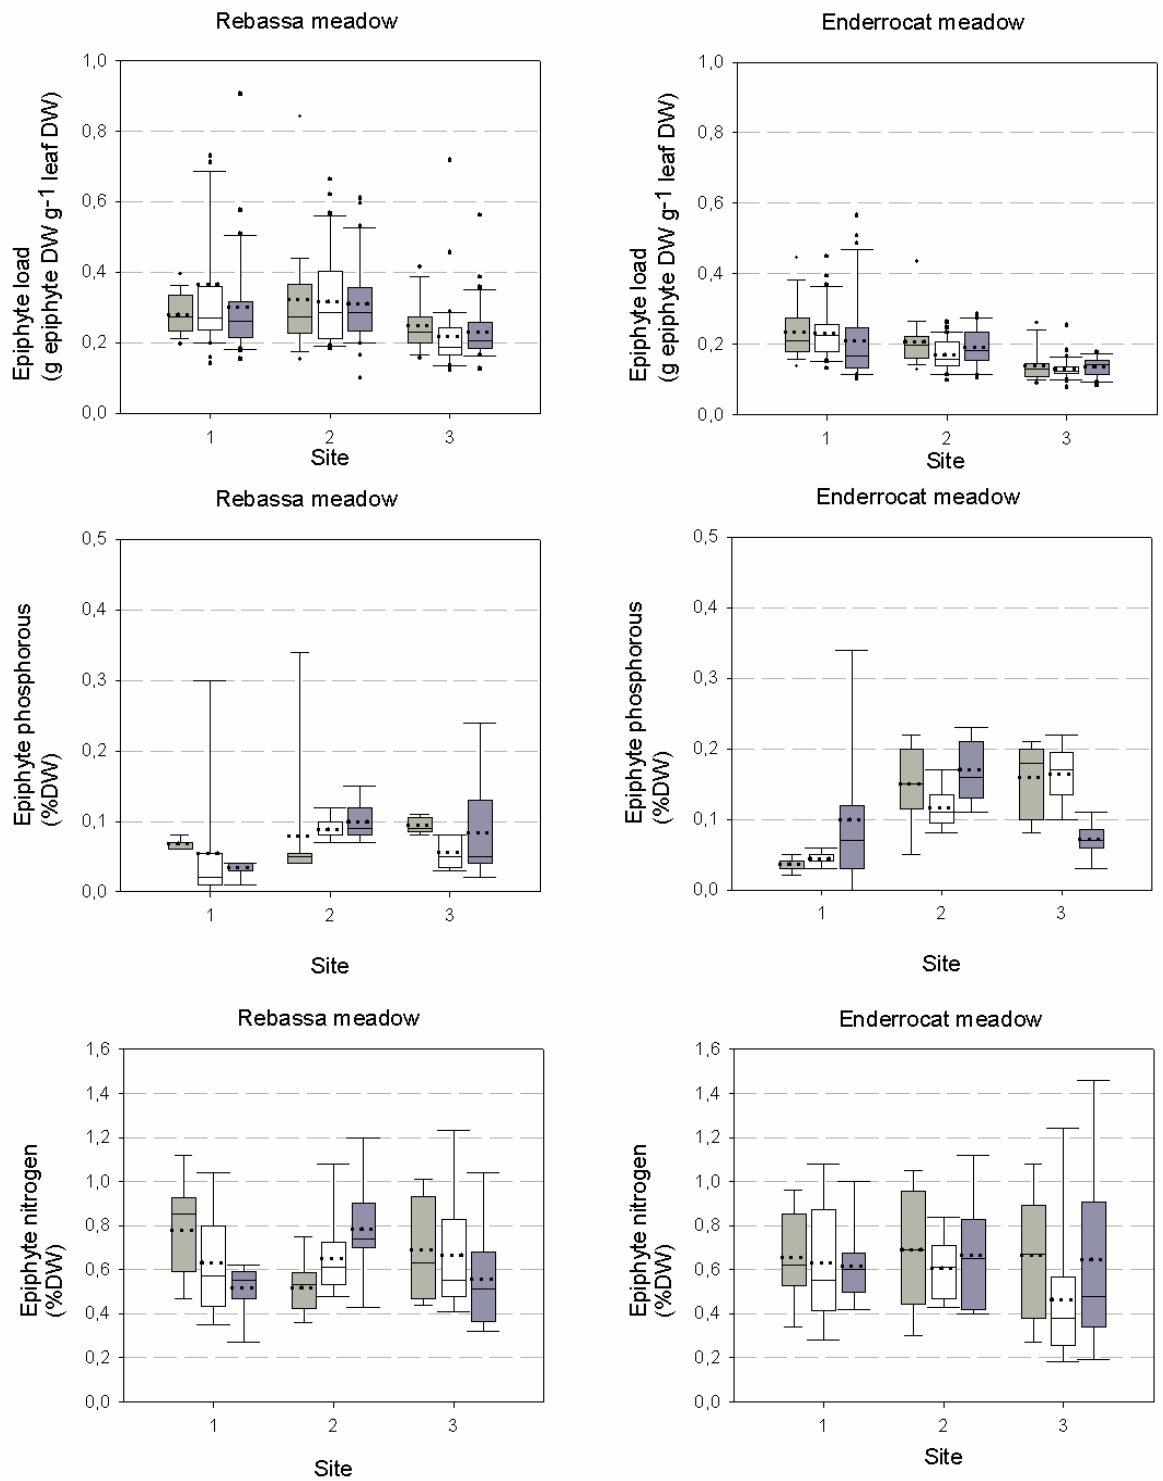 Rebassa meadow
Epiphyte load
(g epiphyte DW g-1 leaf DW)
1,0
0,8
0,6
0,4
0,2
0,0
1 2 3
Site
Enderrocat meadow
Epiphyte load
(g epiphyte DW g-1 leaf DW)
1,0
0,8
0,6
0,4
0,2
0,0
1 2 3
Site
Rebassa meadow
Epiphyte phosphorous
(%DW)
0,5
0,4
0,3
0,2
0,1
0,0
1 2 3
Site
Enderrocat meadow
Epiphyte phosphorous
(%DW)
0,5
0,4
0,3
0,2
0,1
0,0
1 2 3
Site
Rebassa meadow
Epiphyte nitrogen
(%DW)
1,6
1,4
1,2
1,0
0,8
0,6
0,4
0,2
0,0
1 2 3
Site
Enderrocat meadow
Epiphyte nitrogen
(%DW)
1,6
1,4
1,2
1,0
0,8
0,6
0,4
0,2
0,0
1 2 3
Site